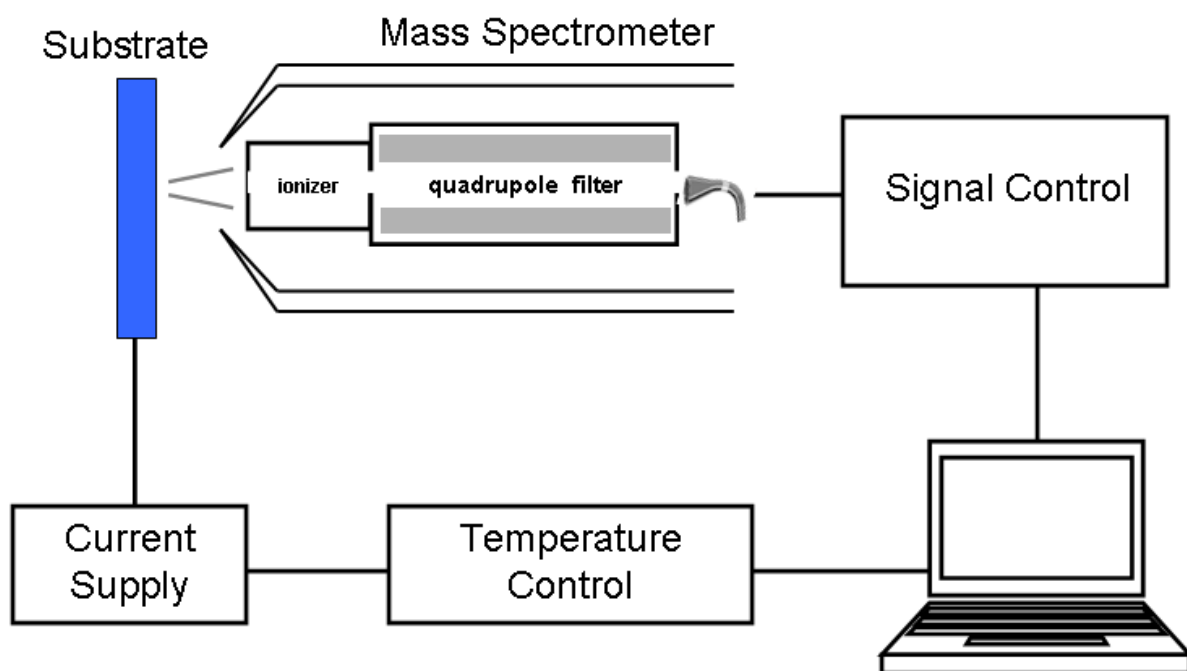 Substrate
Mass Spectrometer
ionizer
quadrupole filter
Signal Control
Current
Supply
Temperature
Control